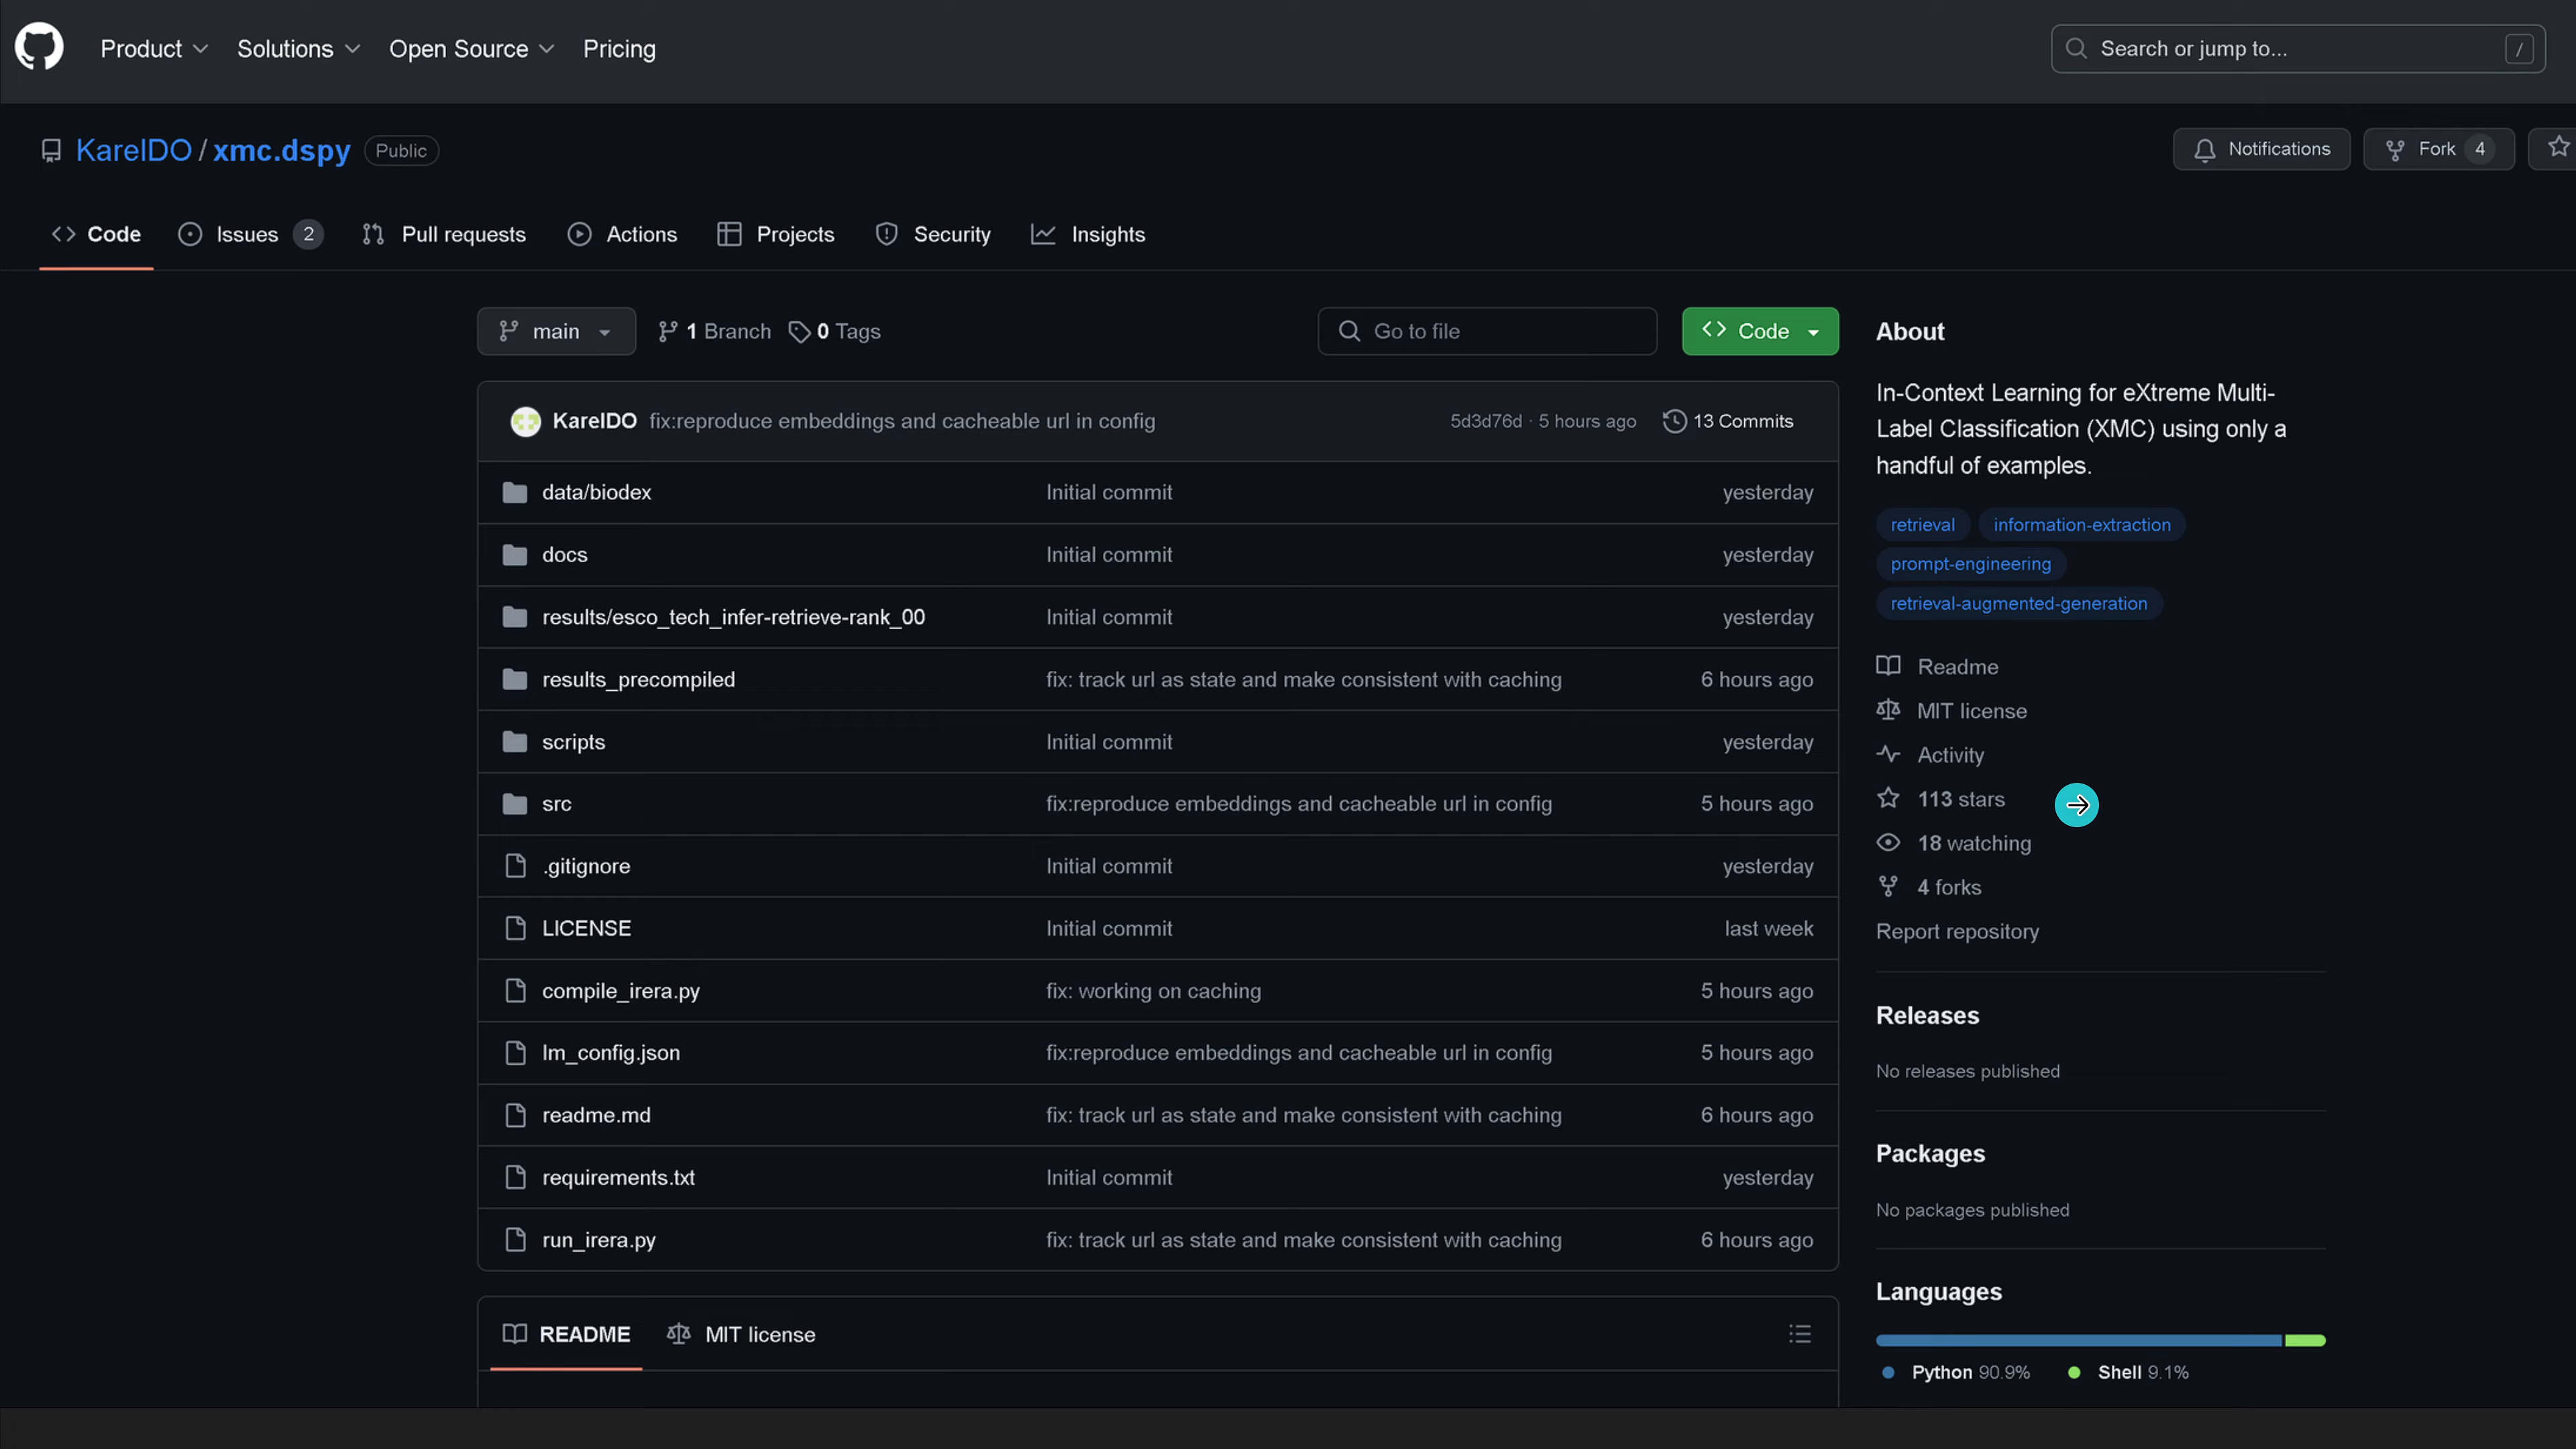 Product Solutions Open Source Pricing Search or jump to... /
KarelDO / xmc.dspy Public Notifications Fork 4
Code Issues 2 Pull requests Actions Projects Security Insights
main 1 Branch 0 Tags Go to file Code
KarelDO fix:reproduce embeddings and cacheable url in config 5d3d76d · 5 hours ago 13 Commits
data/biodex Initial commit yesterday
docs Initial commit yesterday
results/esco_tech_infer-retrieve-rank_00 Initial commit yesterday
results_precompiled fix: track url as state and make consistent with caching 6 hours ago
scripts Initial commit yesterday
src fix:reproduce embeddings and cacheable url in config 5 hours ago
.gitignore Initial commit yesterday
LICENSE Initial commit last week
compile_irera.py fix: working on caching 5 hours ago
lm_config.json fix:reproduce embeddings and cacheable url in config 5 hours ago
readme.md fix: track url as state and make consistent with caching 6 hours ago
requirements.txt Initial commit yesterday
run_irera.py fix: track url as state and make consistent with caching 6 hours ago
README MIT license
About
In-Context Learning for eXtreme Multi-
Label Classification (XMC) using only a
handful of examples.
retrieval information-extraction
prompt-engineering
retrieval-augmented-generation
Readme
MIT license
Activity
113 stars
18 watching
4 forks
Report repository
Releases
No releases published
Packages
No packages published
Languages
Python 90.9% Shell 9.1%